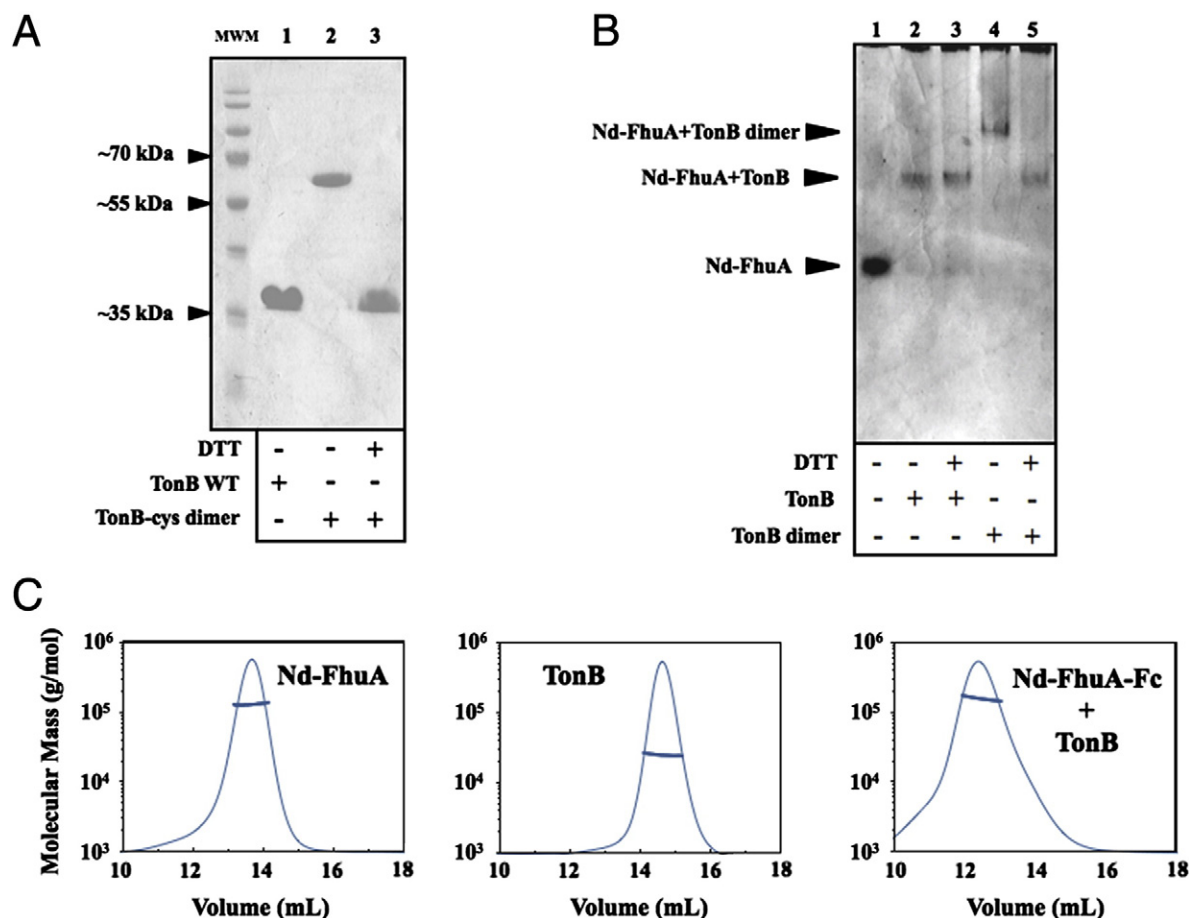 A
MWM 1 2 3
~70 kDa
~55 kDa
~35 kDa
DTT - - +
TonB WT + - -
TonB-cys dimer - + +
B
1 2 3 4 5
Nd-FhuA+TonB dimer
Nd-FhuA+TonB
Nd-FhuA
DTT - - + - +
TonB - + + - -
TonB dimer - - - + +
C
Molecular Mass (g/mol)
10⁶
10⁵
10⁴
10³
Nd-FhuA
10 12 14 16 18
Volume (mL)
10⁶
10⁵
10⁴
10³
TonB
10 12 14 16 18
Volume (mL)
10⁶
10⁵
10⁴
10³
Nd-FhuA-Fc
+
TonB
10 12 14 16 18
Volume (mL)